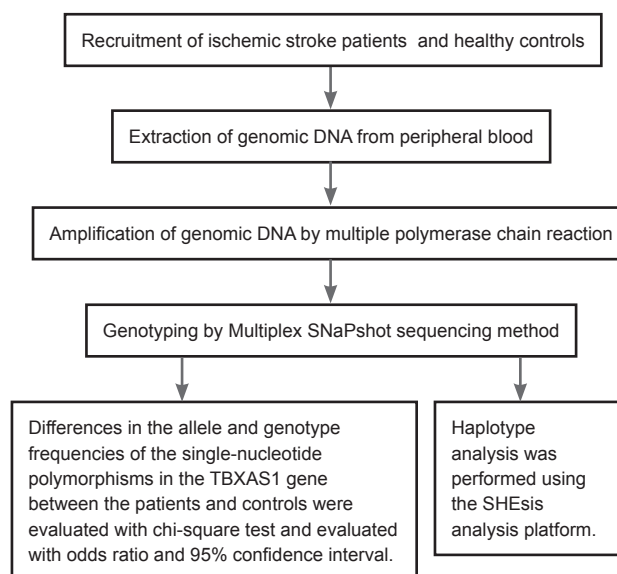 Recruitment of ischemic stroke patients and healthy controls
Extraction of genomic DNA from peripheral blood
Amplification of genomic DNA by multiple polymerase chain reaction
Genotyping by Multiplex SNaPshot sequencing method
Differences in the allele and genotype
frequencies of the single-nucleotide
polymorphisms in the TBXAS1 gene
between the patients and controls were
evaluated with chi-square test and evaluated
with odds ratio and 95% confidence interval.
Haplotype
analysis was
performed using
the SHEsis
analysis platform.